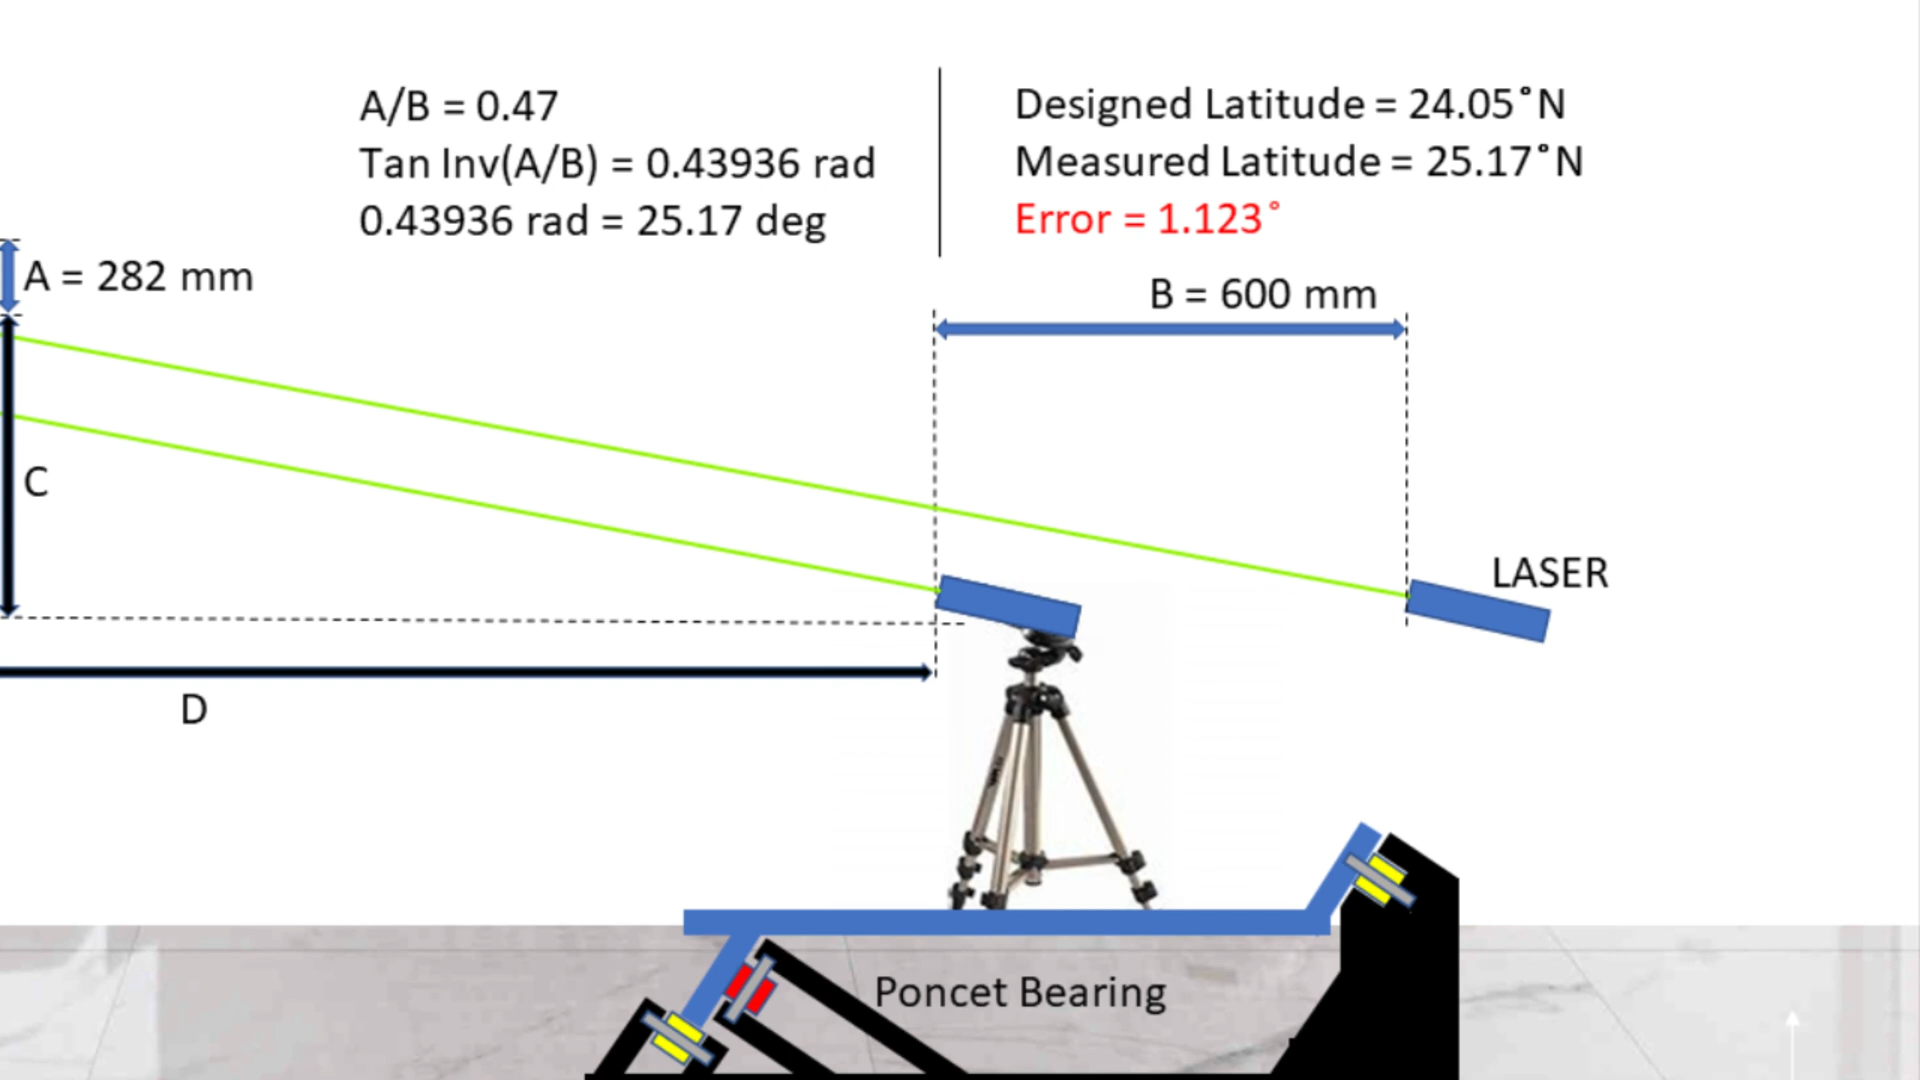 A/B = 0.47
Tan Inv(A/B) = 0.43936 rad
0.43936 rad = 25.17 deg
Designed Latitude = 24.05˚N
Measured Latitude = 25.17˚N
Error = 1.123˚
A = 282 mm
B = 600 mm
C
LASER
D
Poncet Bearing